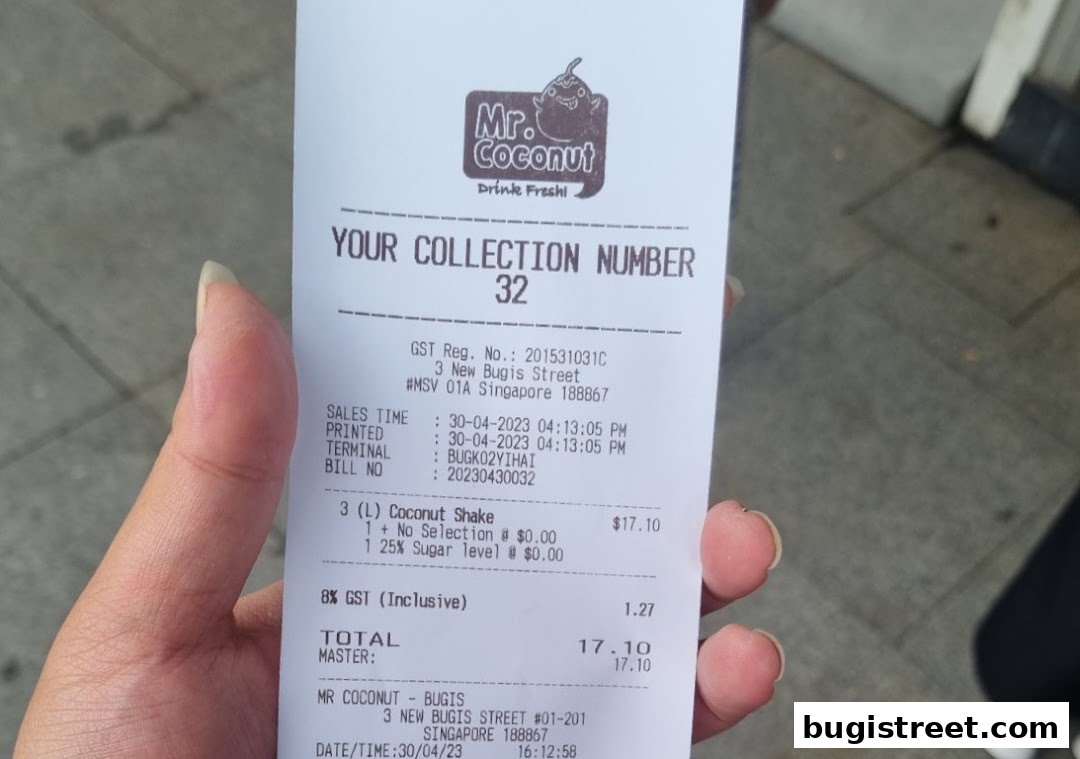 Mr.
Coconut
Drink Fresh!
YOUR COLLECTION NUMBER
32
GST Reg. No.: 201531031C
3 New Bugis Street
#MSV 01A Singapore 188867
SALES TIME : 30-04-2023 04:13:05 PM
PRINTED : 30-04-2023 04:13:05 PM
TERMINAL : BUGK02YIHAI
BILL NO : 20230430032
3 (L) Coconut Shake $17.10
1 + No Selection @ $0.00
1 25% Sugar level @ $0.00
8% GST (Inclusive) 1.27
TOTAL 17.10
MASTER: 17.10
MR COCONUT - BUGIS
3 NEW BUGIS STREET #01-201
SINGAPORE 188867
DATE/TIME:30/04/23 16:12:58
bugistreet.com